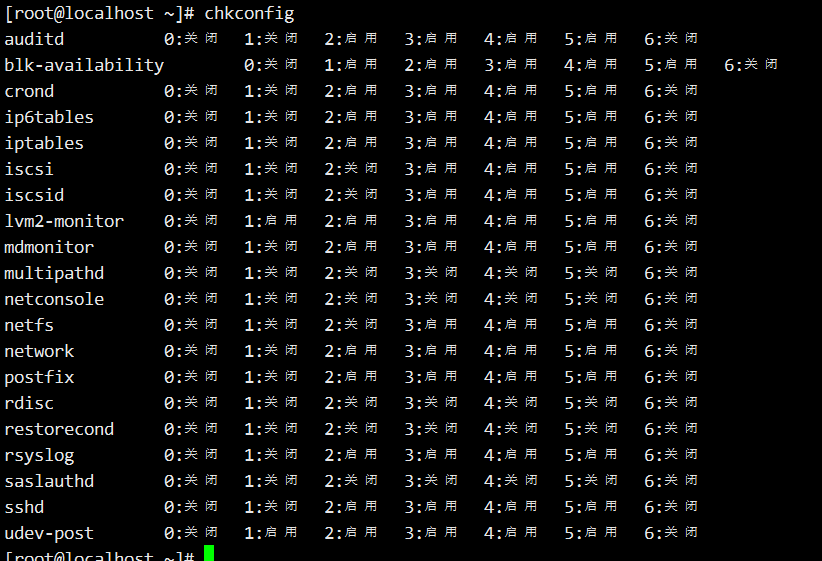 [root@localhost ~]# chkconfig
auditd 0:关闭 1:关闭 2:启用 3:启用 4:启用 5:启用 6:关闭
blk-availability 0:关闭 1:启用 2:启用 3:启用 4:启用 5:启用 6:关闭
crond 0:关闭 1:关闭 2:启用 3:启用 4:启用 5:启用 6:关闭
ip6tables 0:关闭 1:关闭 2:启用 3:启用 4:启用 5:启用 6:关闭
iptables 0:关闭 1:关闭 2:启用 3:启用 4:启用 5:启用 6:关闭
iscsi 0:关闭 1:关闭 2:关闭 3:启用 4:启用 5:启用 6:关闭
iscsid 0:关闭 1:关闭 2:关闭 3:启用 4:启用 5:启用 6:关闭
lvm2-monitor 0:关闭 1:启用 2:启用 3:启用 4:启用 5:启用 6:关闭
mdmonitor 0:关闭 1:关闭 2:启用 3:启用 4:启用 5:启用 6:关闭
multipathd 0:关闭 1:关闭 2:关闭 3:关闭 4:关闭 5:关闭 6:关闭
netconsole 0:关闭 1:关闭 2:关闭 3:关闭 4:关闭 5:关闭 6:关闭
netfs 0:关闭 1:关闭 2:关闭 3:启用 4:启用 5:启用 6:关闭
network 0:关闭 1:关闭 2:启用 3:启用 4:启用 5:启用 6:关闭
postfix 0:关闭 1:关闭 2:启用 3:启用 4:启用 5:启用 6:关闭
rdisc 0:关闭 1:关闭 2:关闭 3:关闭 4:关闭 5:关闭 6:关闭
restorecond 0:关闭 1:关闭 2:关闭 3:关闭 4:关闭 5:关闭 6:关闭
rsyslog 0:关闭 1:关闭 2:启用 3:启用 4:启用 5:启用 6:关闭
saslauthd 0:关闭 1:关闭 2:关闭 3:关闭 4:关闭 5:关闭 6:关闭
sshd 0:关闭 1:关闭 2:启用 3:启用 4:启用 5:启用 6:关闭
udev-post 0:关闭 1:启用 2:启用 3:启用 4:启用 5:启用 6:关闭
[root@localhost ~]#